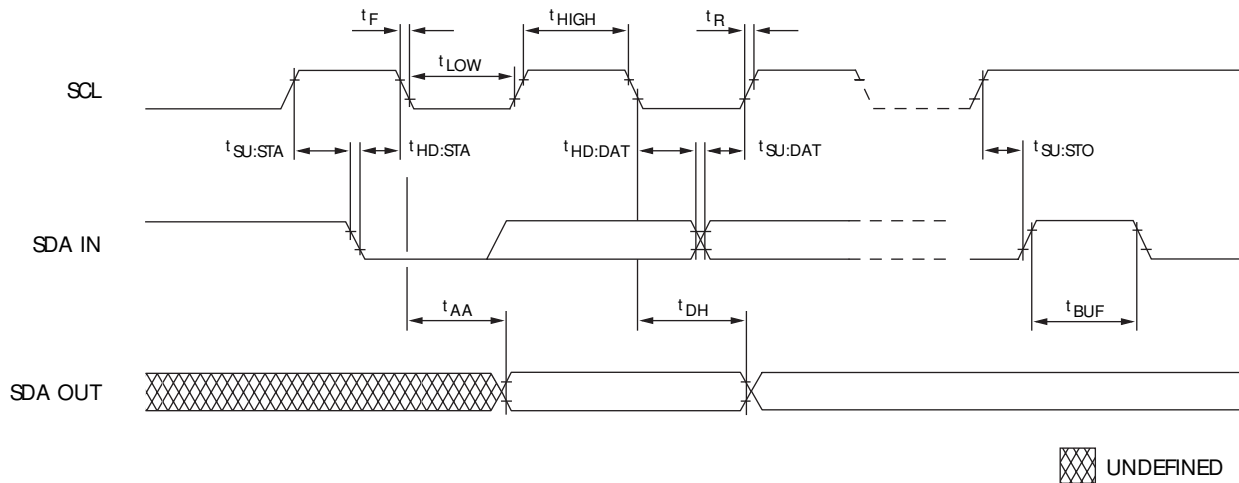 tF
tHIGH
tR
tLOW
SCL
tSU:STA
tHD:STA
tHD:DAT
tSU:DAT
tSU:STO
SDA IN
tAA
tDH
tBUF
SDA OUT
UNDEFINED